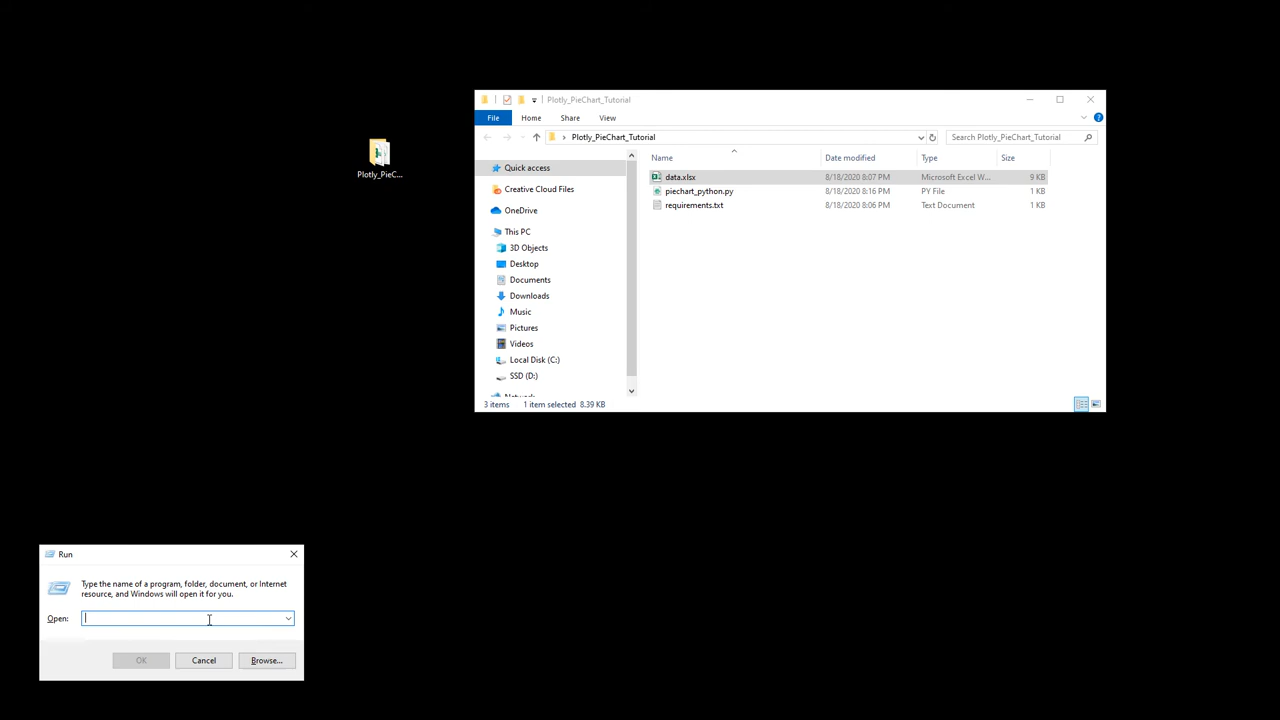 Plotly_PieC...
Plotly_PieChart_Tutorial
File Home Share View
Plotly_PieChart_Tutorial
Search Plotly_PieChart_Tutorial
Name Date modified Type Size
data.xlsx 8/18/2020 8:07 PM Microsoft Excel W... 9 KB
piechart_python.py 8/18/2020 8:16 PM PY File 1 KB
requirements.txt 8/18/2020 8:06 PM Text Document 1 KB
Quick access
Creative Cloud Files
OneDrive
This PC
3D Objects
Desktop
Documents
Downloads
Music
Pictures
Videos
Local Disk (C:)
SSD (D:)
Network
3 items 1 item selected 8.39 KB
Run
Type the name of a program, folder, document, or Internet
resource, and Windows will open it for you.
Open:
OK Cancel Browse...